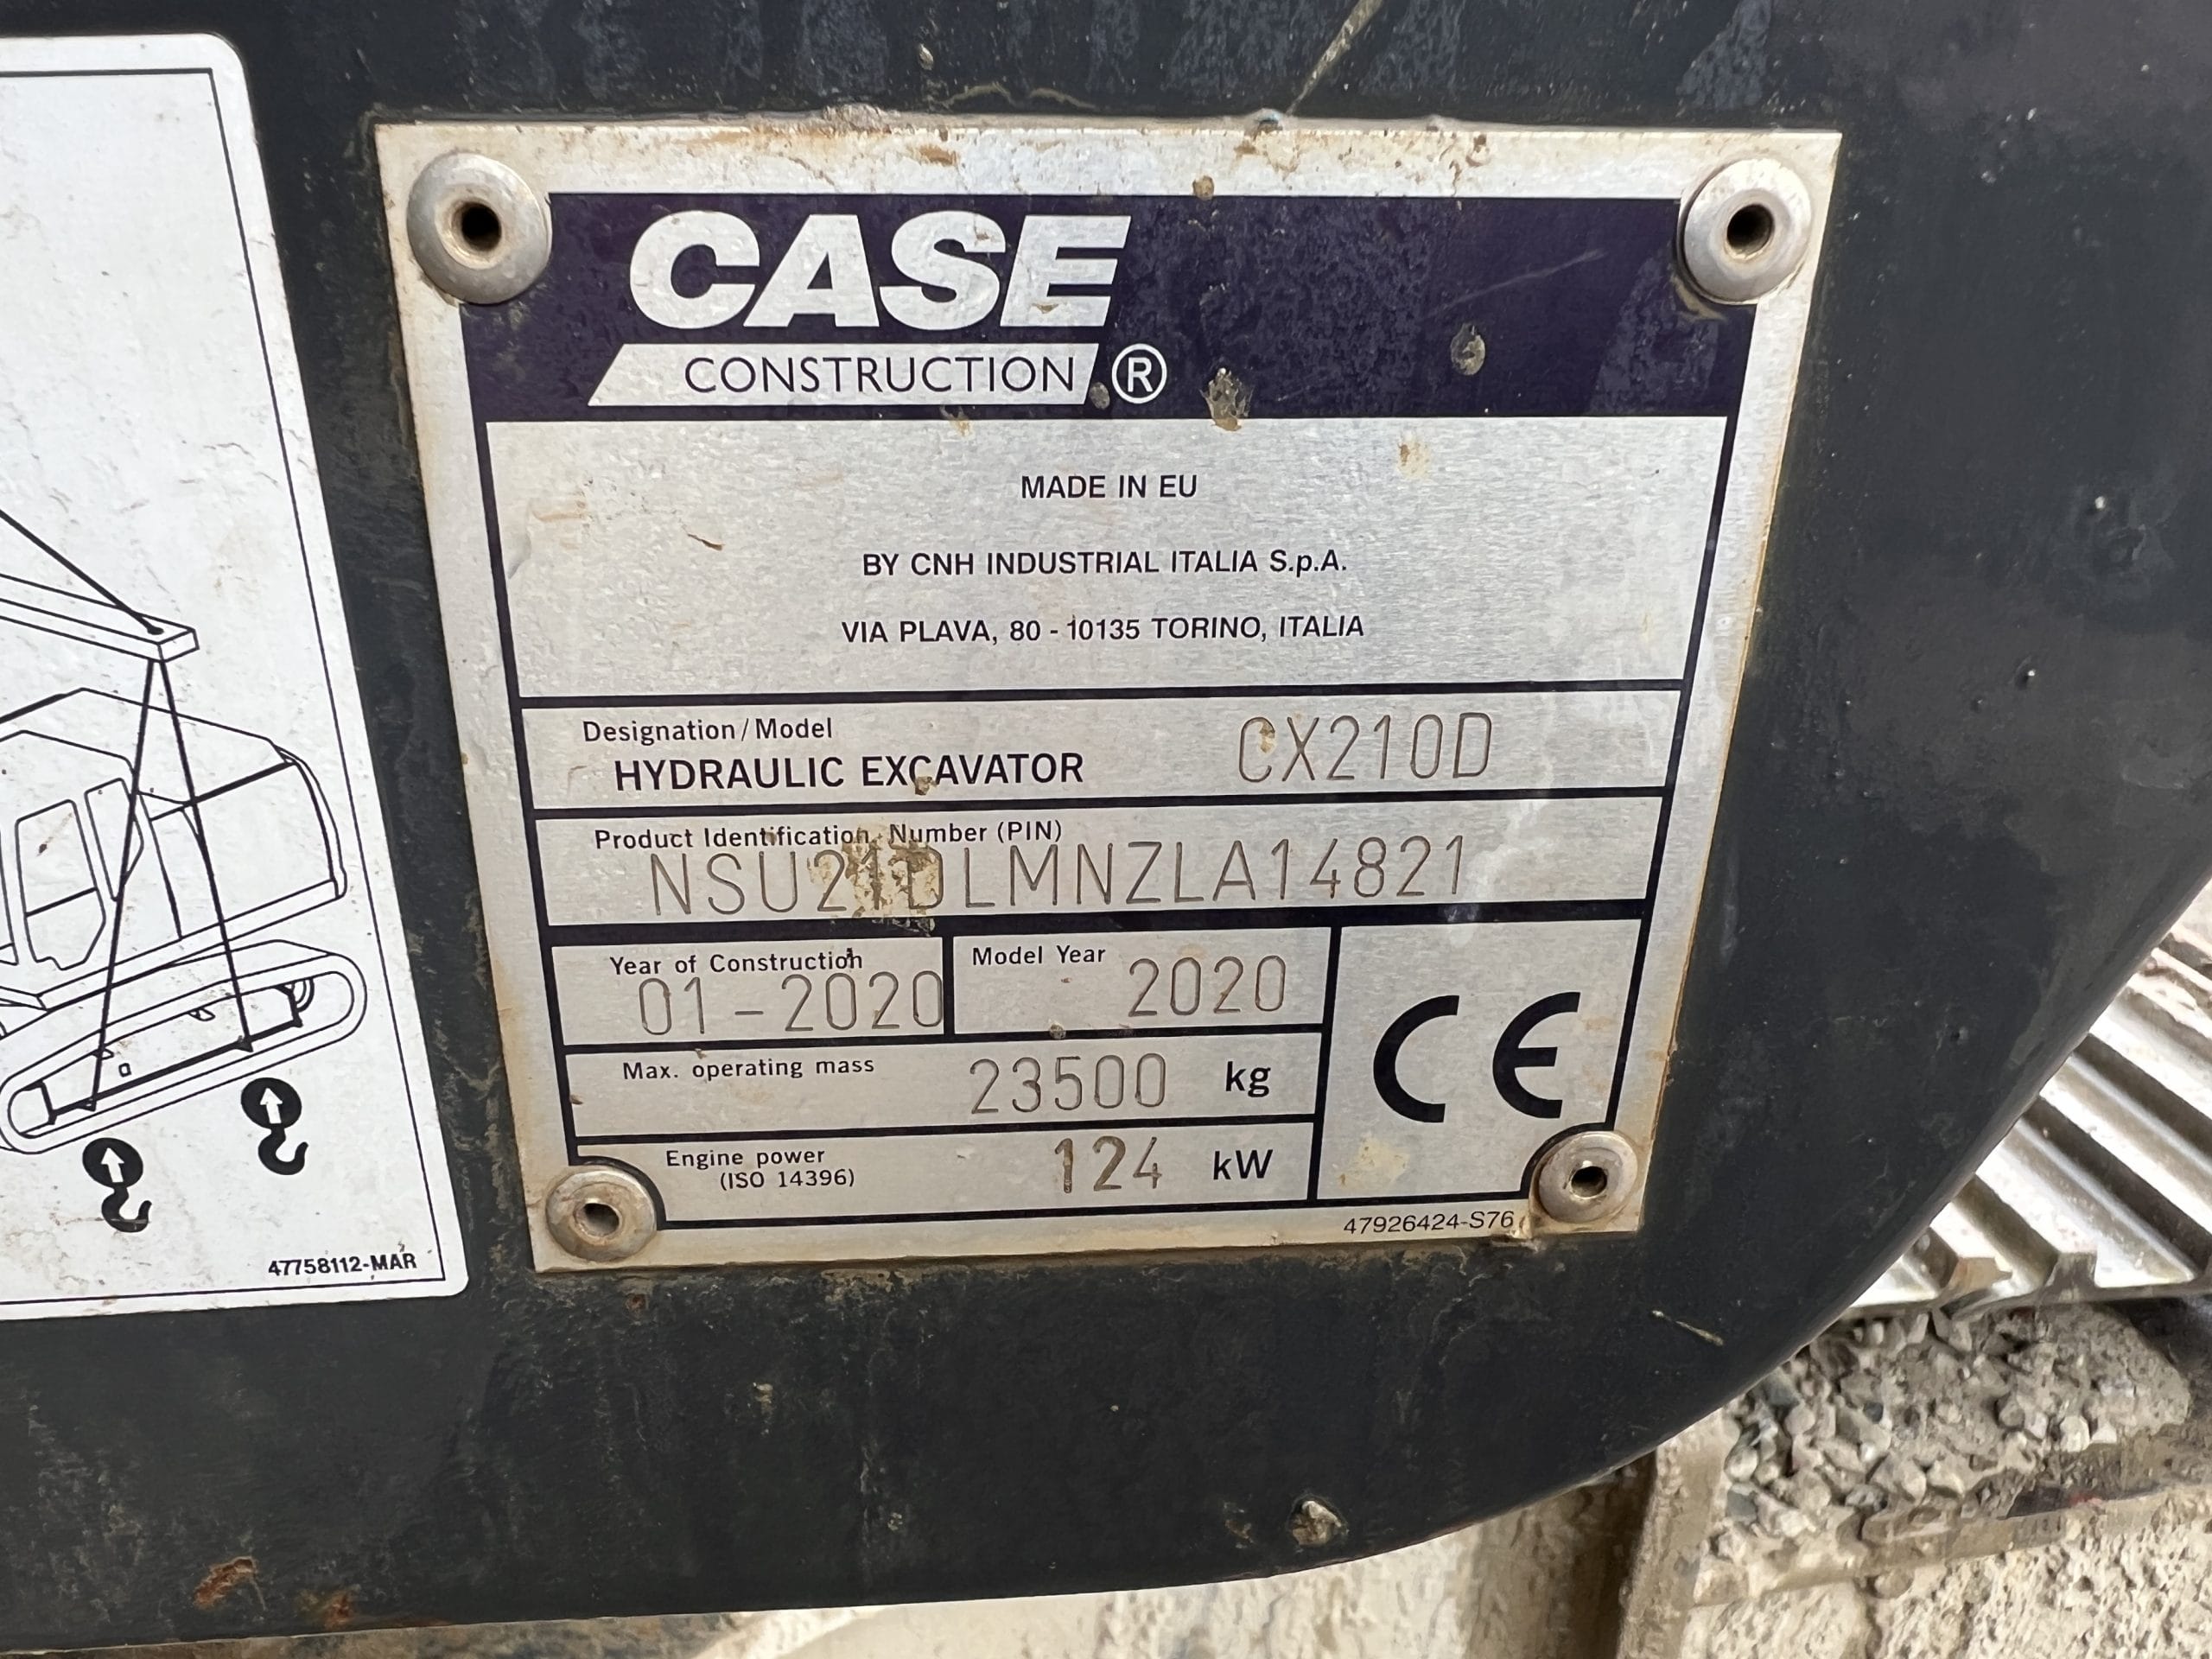 CASE
CONSTRUCTION ®
MADE IN EU
BY CNH INDUSTRIAL ITALIA S.p.A.
VIA PLAVA, 80 - 10135 TORINO, ITALIA
Designation/Model
HYDRAULIC EXCAVATOR CX210D
Product Identification Number (PIN)
NSU21DLMNZLA14821
Year of Construction
01-2020
Model Year
2020
Max. operating mass 23500 kg
Engine power
(ISO 14396)
124 kW
CE
47926424-S76
47758112-MAR